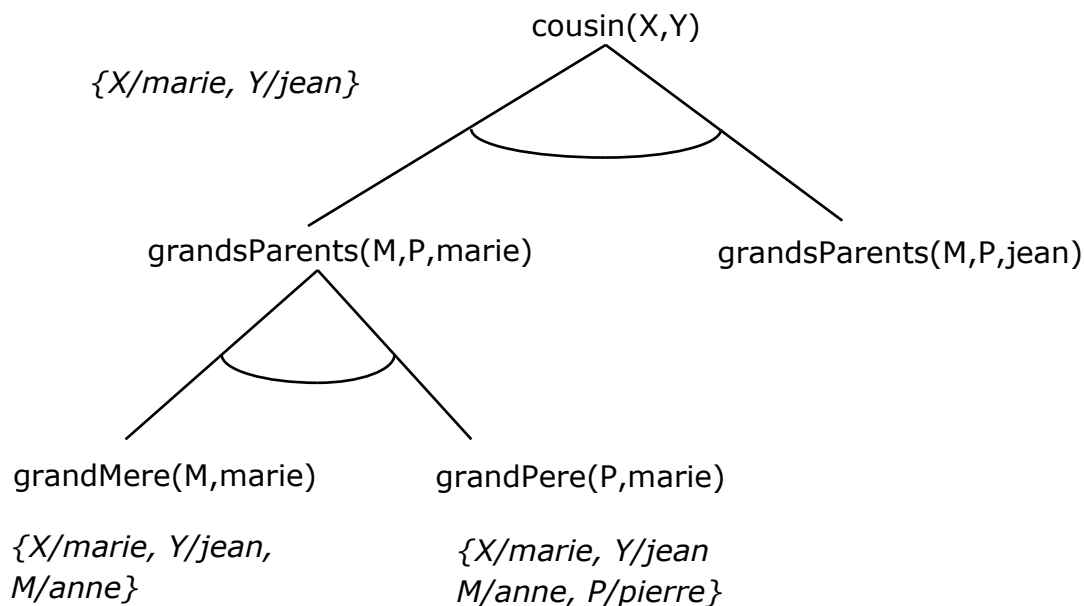 cousin(X,Y)
{X/marie, Y/jean}
grandsParents(M,P,marie)
grandsParents(M,P,jean)
grandMere(M,marie)
grandPere(P,marie)
{X/marie, Y/jean,
M/anne}
{X/marie, Y/jean
M/anne, P/pierre}